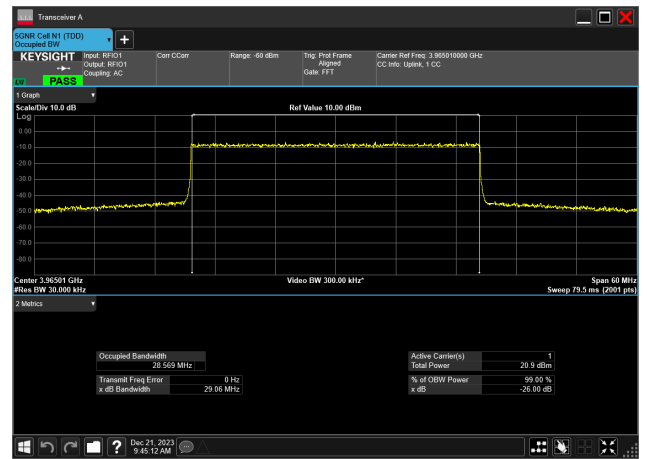 Transceiver A
5GNR Cell N1 (TDD)
Occupied BW
KEYSIGHT
Input: RFIO1
Output: RFIO1
Coupling: AC
Corr CCorr
Range: -60 dBm
Trig: Prot Frame
Aligned
Gate: FFT
Carrier Ref Freq: 3.965010000 GHz
CC Info: Uplink, 1 CC
LW PASS
1 Graph
Scale/Div 10.0 dB
Ref Value 10.00 dBm
Log
0.00
-10.0
-20.0
-30.0
-40.0
-50.0
-60.0
-70.0
-80.0
Center 3.96501 GHz
Video BW 300.00 kHz*
Span 60 MHz
#Res BW 30.000 kHz
Sweep 79.5 ms (2001 pts)
2 Metrics
Occupied Bandwidth
28.569 MHz
Transmit Freq Error 0 Hz
x dB Bandwidth 29.06 MHz
Active Carrier(s) 1
Total Power 20.9 dBm
% of OBW Power 99.00 %
x dB -26.00 dB
?
Dec 21, 2023
9:45:12 AM